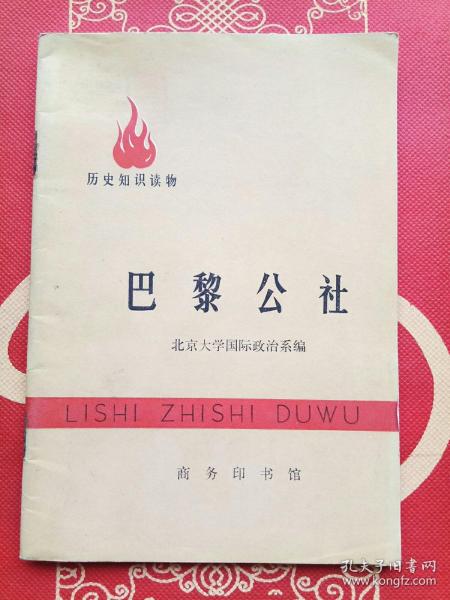 历史知识读物
巴黎公社
北京大学国际政治系编
LISHI ZHISHI DUWU
商务印书馆
孔夫子旧书网
www.kongfz.com